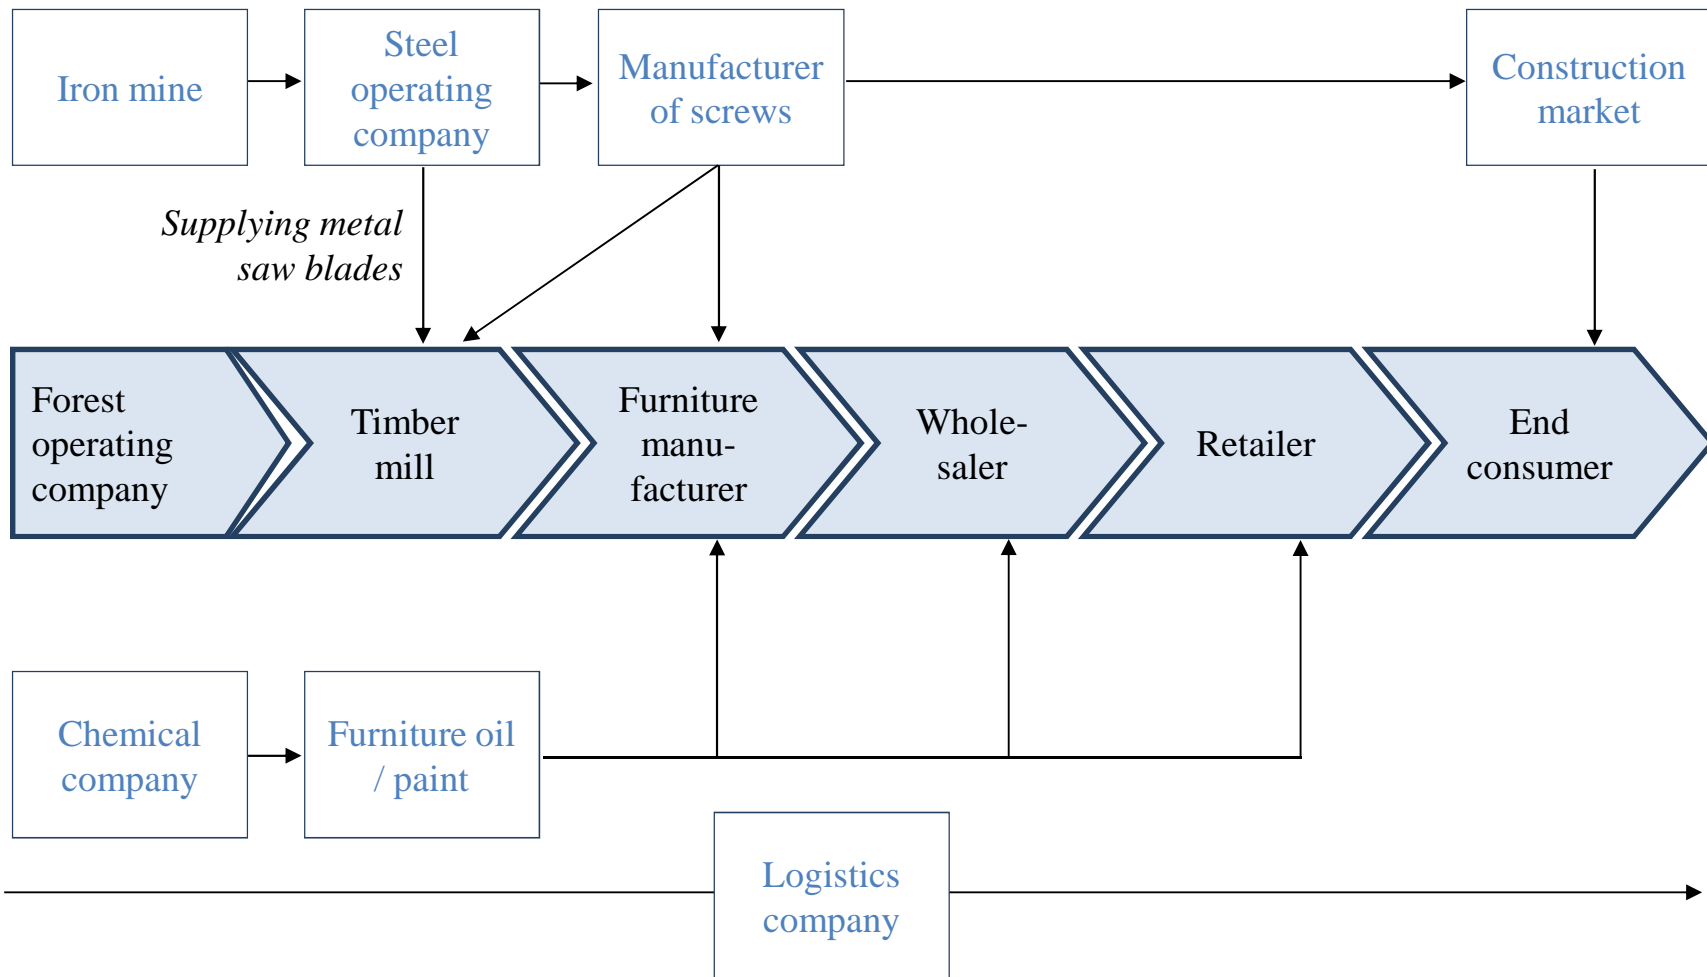 Iron mine
Steel
operating
company
Manufacturer
of screws
Construction
market
Supplying metal
saw blades
Forest
operating
company
Timber
mill
Furniture
manu-
facturer
Whole-
saler
Retailer
End
consumer
Chemical
company
Furniture oil
/ paint
Logistics
company